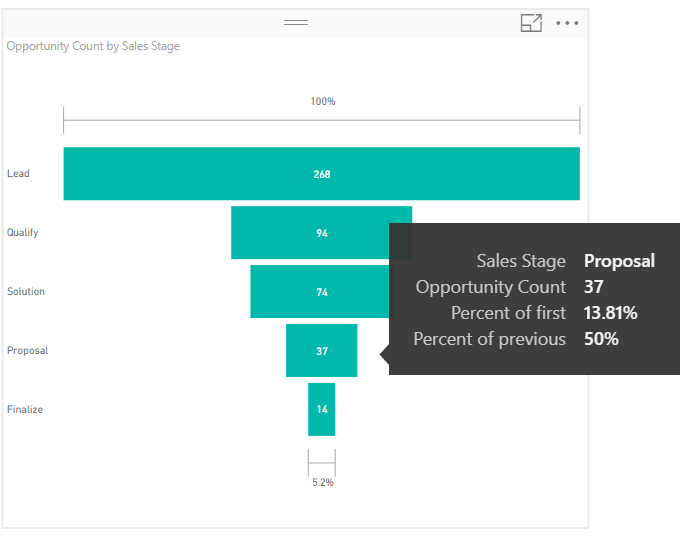 Opportunity Count by Sales Stage
100%
Lead 268
Qualify 94
Solution 74
Proposal 37
Finalize 14
5.2%
Sales Stage Proposal
Opportunity Count 37
Percent of first 13.81%
Percent of previous 50%